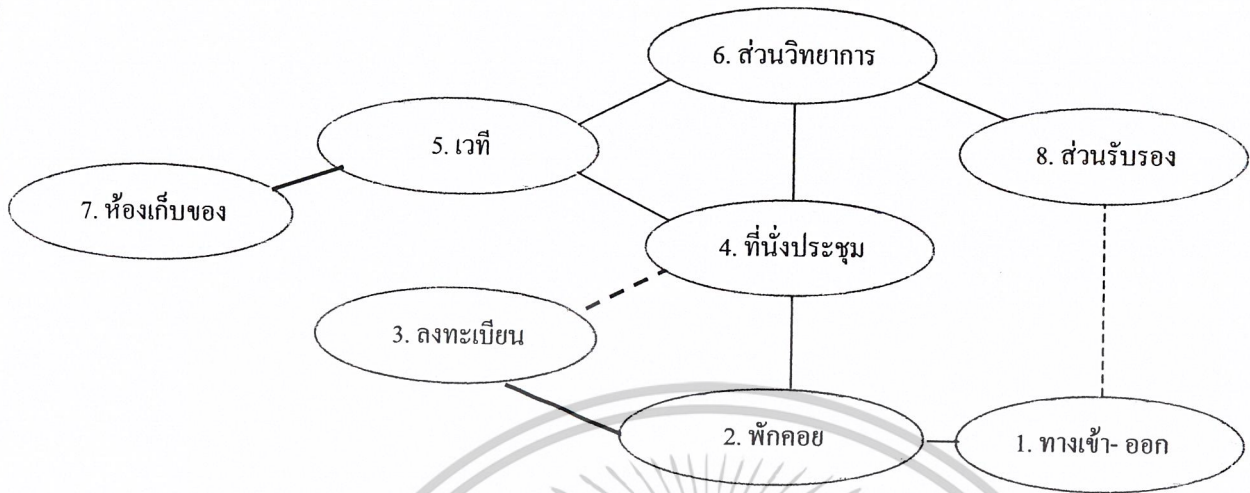 6. ส่วนวิทยาการ
5. เวที
8. ส่วนรับรอง
7. ห้องเก็บของ
4. ที่นั่งประชุม
3. ลงทะเบียน
2. พักคอย
1. ทางเข้า- ออก